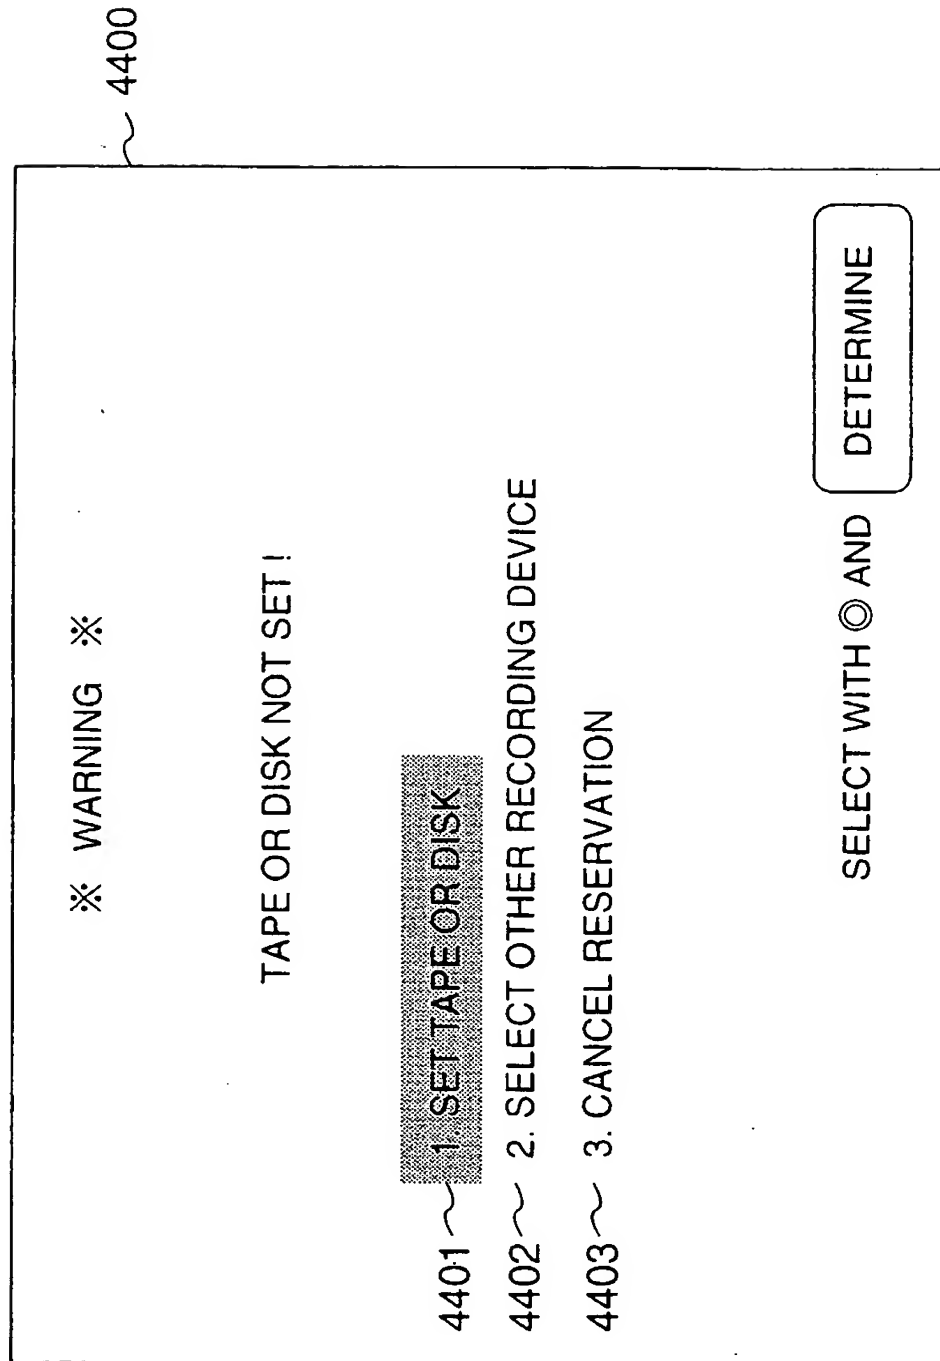 4400
※ WARNING ※
TAPE OR DISK NOT SET !
4401 1. SET TAPE OR DISK
4402 2. SELECT OTHER RECORDING DEVICE
4403 3. CANCEL RESERVATION
SELECT WITH ◎ AND DETERMINE